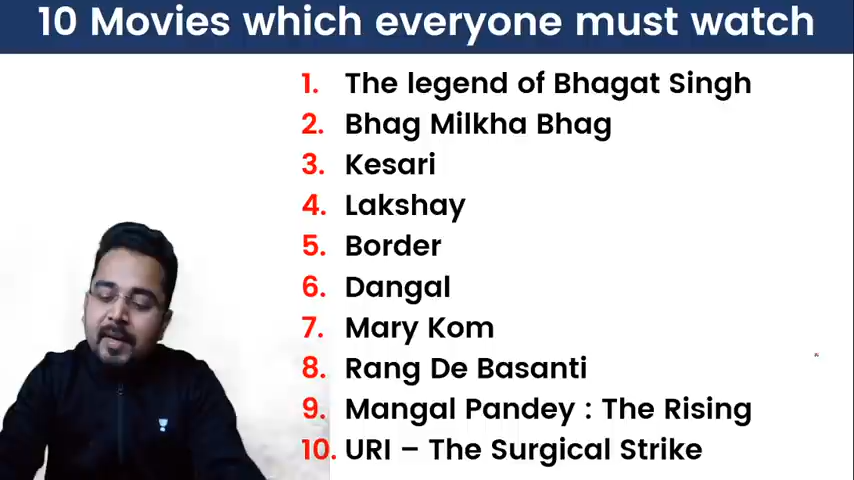 10 Movies which everyone must watch
1. The legend of Bhagat Singh
2. Bhag Milkha Bhag
3. Kesari
4. Lakshay
5. Border
6. Dangal
7. Mary Kom
8. Rang De Basanti
9. Mangal Pandey : The Rising
10. URI – The Surgical Strike